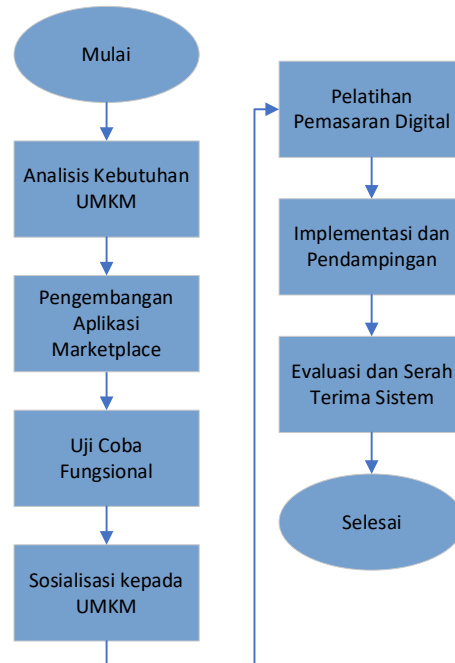 Mulai
Analisis Kebutuhan
UMKM
Pengembangan
Aplikasi
Marketplace
Uji Coba
Fungsional
Sosialisasi kepada
UMKM
Pelatihan
Pemasaran Digital
Implementasi dan
Pendampingan
Evaluasi dan Serah
Terima Sistem
Selesai